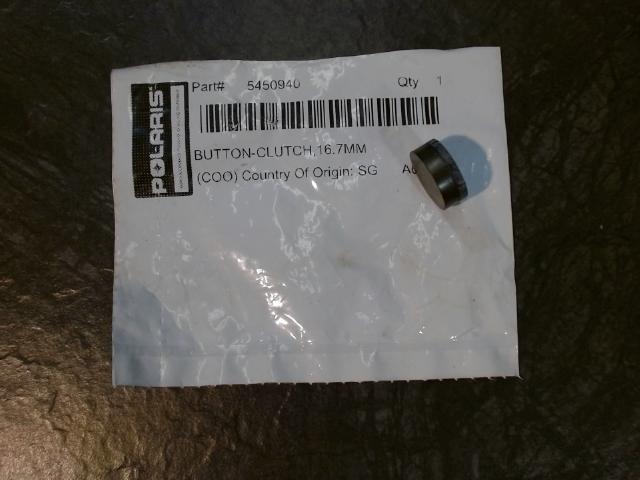 Part# 5450940 Qty 1
POLARIS
BUTTON-CLUTCH,16.7MM
(COO) Country Of Origin: SG